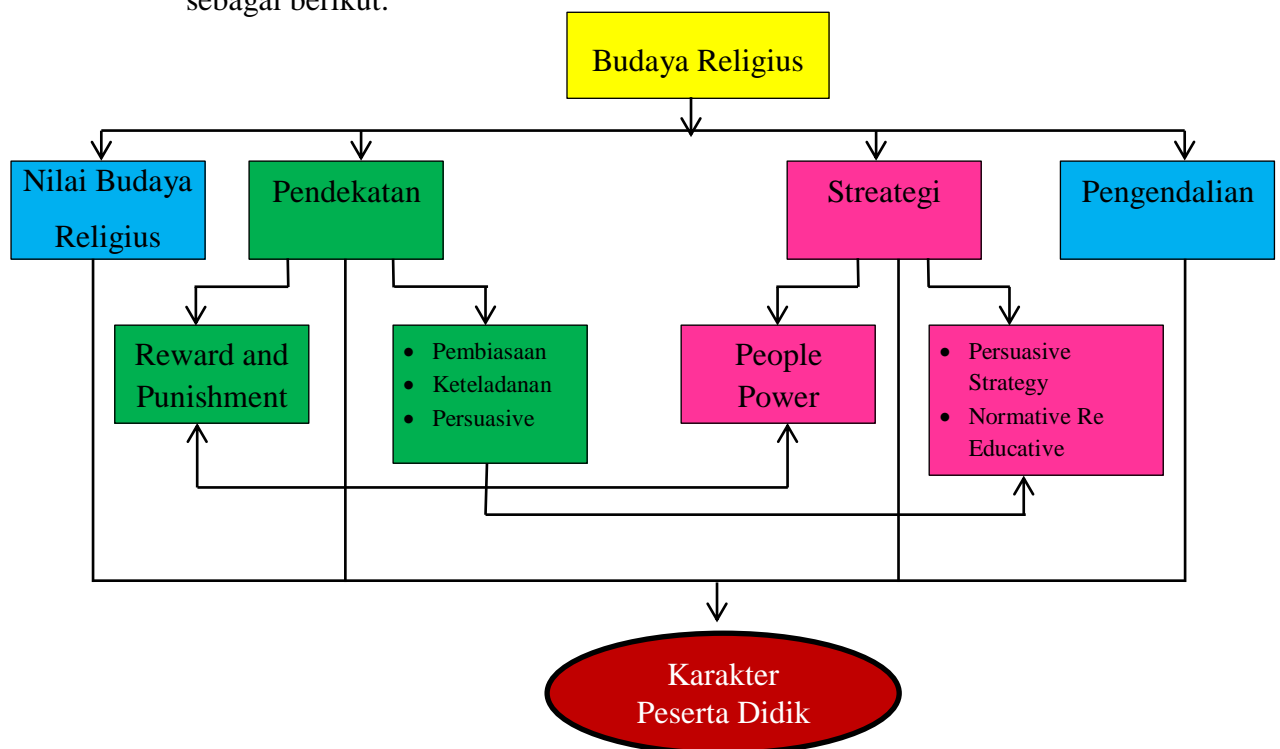 sebagai berikut:
Budaya Religius
Nilai Budaya
Religius
Pendekatan
Streategi
Pengendalian
Reward and
Punishment
• Pembiasaan
• Keteladanan
• Persuasive
People
Power
• Persuasive
Strategy
• Normative Re
Educative
Karakter
Peserta Didik